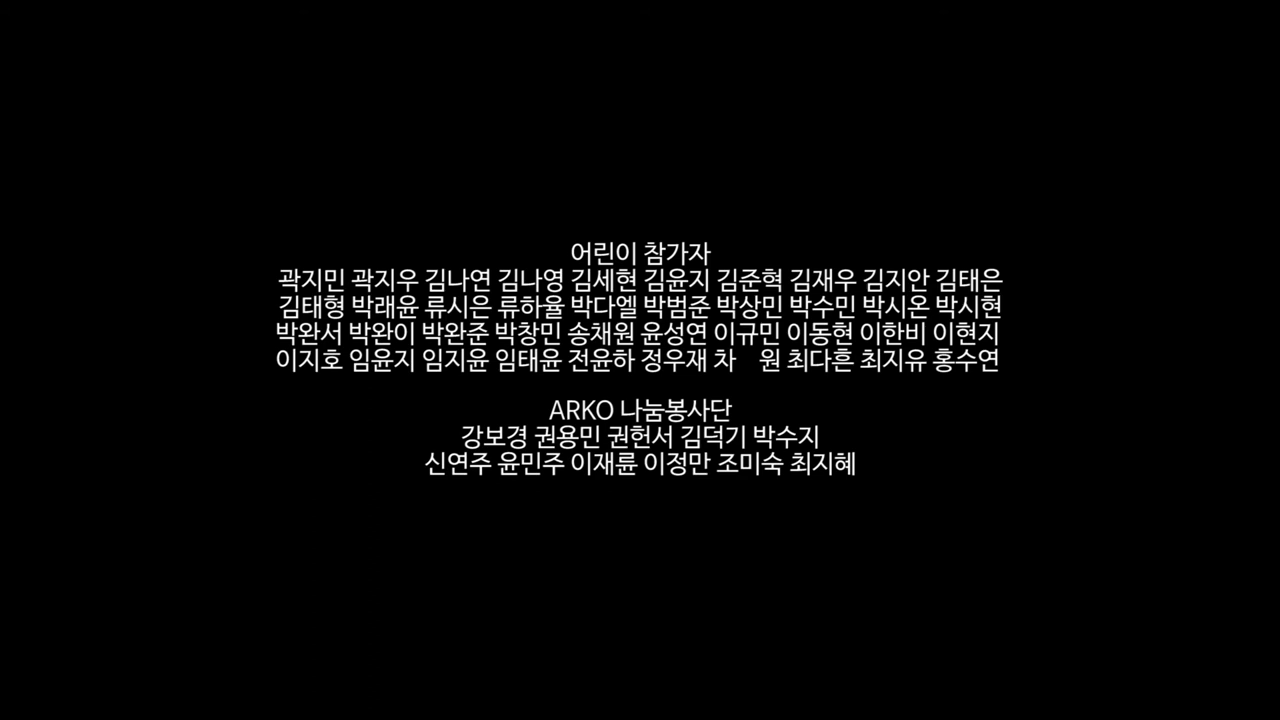 어린이 참가자
곽지민 곽지우 김나연 김나영 김세현 김윤지 김준혁 김재우 김지안 김태은
김태형 박래윤 류시은 류하율 박다엘 박범준 박상민 박수민 박시온 박시현
박완서 박완이 박완준 박창민 송채원 윤성연 이규민 이동현 이한비 이현지
이지호 임윤지 임지윤 임태윤 전윤하 정우재 차 원 최다흔 최지유 홍수연
ARKO 나눔봉사단
강보경 권용민 권헌서 김덕기 박수지
신연주 윤민주 이재륜 이정만 조미숙 최지혜